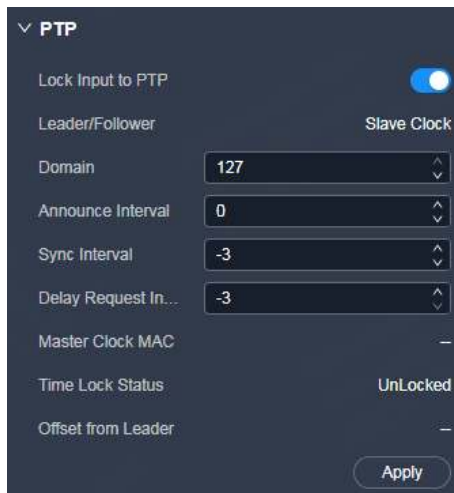 PTP
Lock Input to PTP
Leader/Follower Slave Clock
Domain 127
Announce Interval 0
Sync Interval -3
Delay Request In... -3
Master Clock MAC --
Time Lock Status UnLocked
Offset from Leader --
Apply